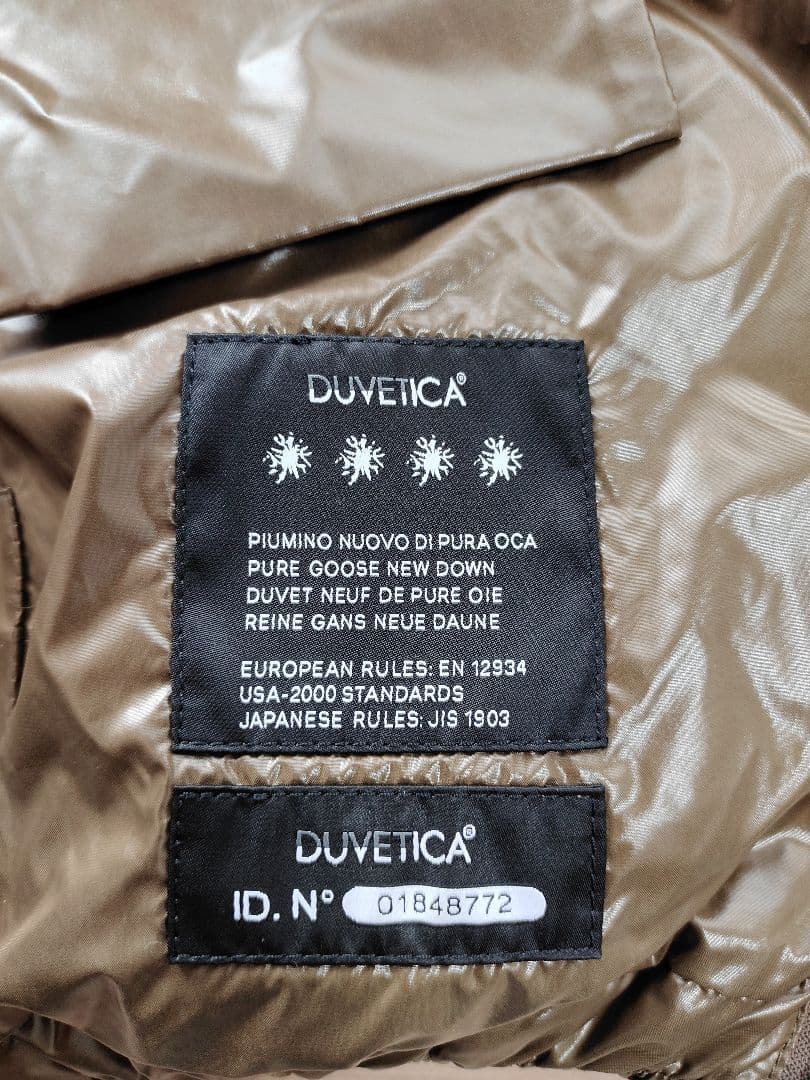 DUVETICA®
PIUMINO NUOVO DI PURA OCA
PURE GOOSE NEW DOWN
DUVET NEUF DE PURE OIE
REINE GANS NEUE DAUNE
EUROPEAN RULES: EN 12934
USA-2000 STANDARDS
JAPANESE RULES: JIS 1903
DUVETICA®
ID. N° 01848772